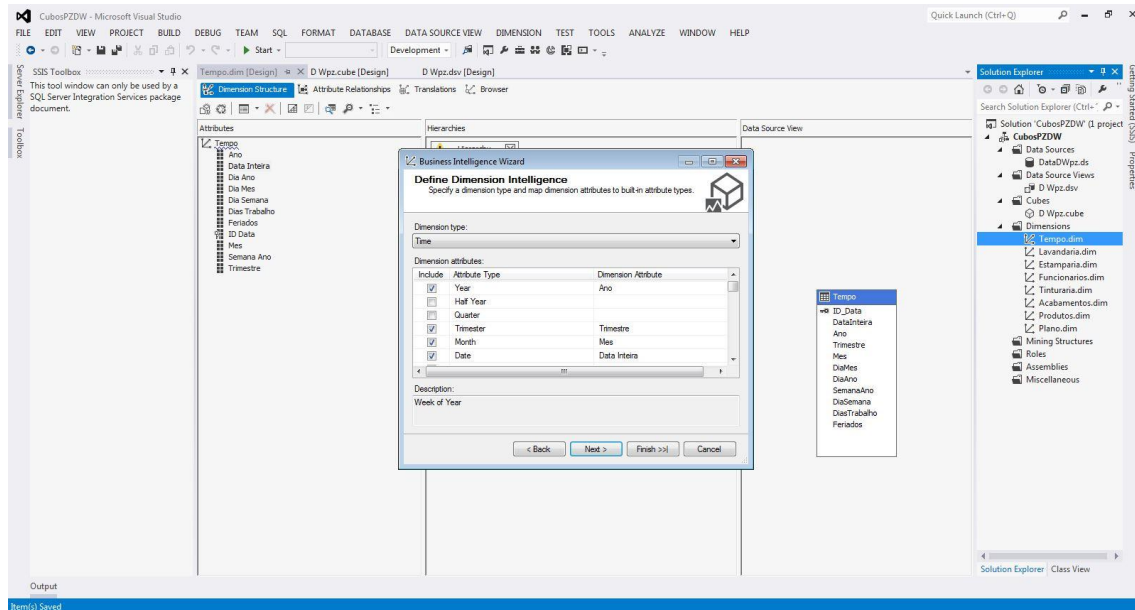 CubosPZDW - Microsoft Visual Studio
Quick Launch (Ctrl+Q)
FILE EDIT VIEW PROJECT BUILD DEBUG TEAM SQL FORMAT DATABASE DATA SOURCE VIEW DIMENSION TEST TOOLS ANALYZE WINDOW HELP
Start
Development
Server Explorer
Toolbox
SSIS Toolbox
This tool window can only be used by a
SQL Server Integration Services package
document.
Tempo.dim [Design] D Wpz.cube [Design] D Wpz.dsv [Design]
Dimension Structure Attribute Relationships Translations Browser
Attributes
Tempo
Ano
Data Inteira
Dia Ano
Dia Mes
Dia Semana
Dias Trabalho
Feriados
ID Data
Mes
Semana Ano
Trimestre
Hierarchies
Business Intelligence Wizard
Define Dimension Intelligence
Specify a dimension type and map dimension attributes to built-in attribute types.
Dimension type:
Time
Dimension attributes:
Include Attribute Type Dimension Attribute
Year Ano
Half Year
Quarter
Trimester Trimestre
Month Mes
Date Data Inteira
Description:
Week of Year
< Back Next > Finish >>| Cancel
Data Source View
Tempo
ID_Data
DataInteira
Ano
Trimestre
Mes
DiaMes
DiaAno
SemanaAno
DiaSemana
DiasTrabalho
Feriados
Solution Explorer
Search Solution Explorer (Ctrl+
Solution 'CubosPZDW' (1 project
CubosPZDW
Data Sources
DataDWpz.ds
Data Source Views
D Wpz.dsv
Cubes
D Wpz.cube
Dimensions
Tempo.dim
Lavandaria.dim
Estamparia.dim
Funcionarios.dim
Tinturaria.dim
Acabamentos.dim
Produtos.dim
Plano.dim
Mining Structures
Roles
Assemblies
Miscellaneous
Solution Explorer Class View
Getting Started (SSIS)
Properties
Output
Item(s) Saved